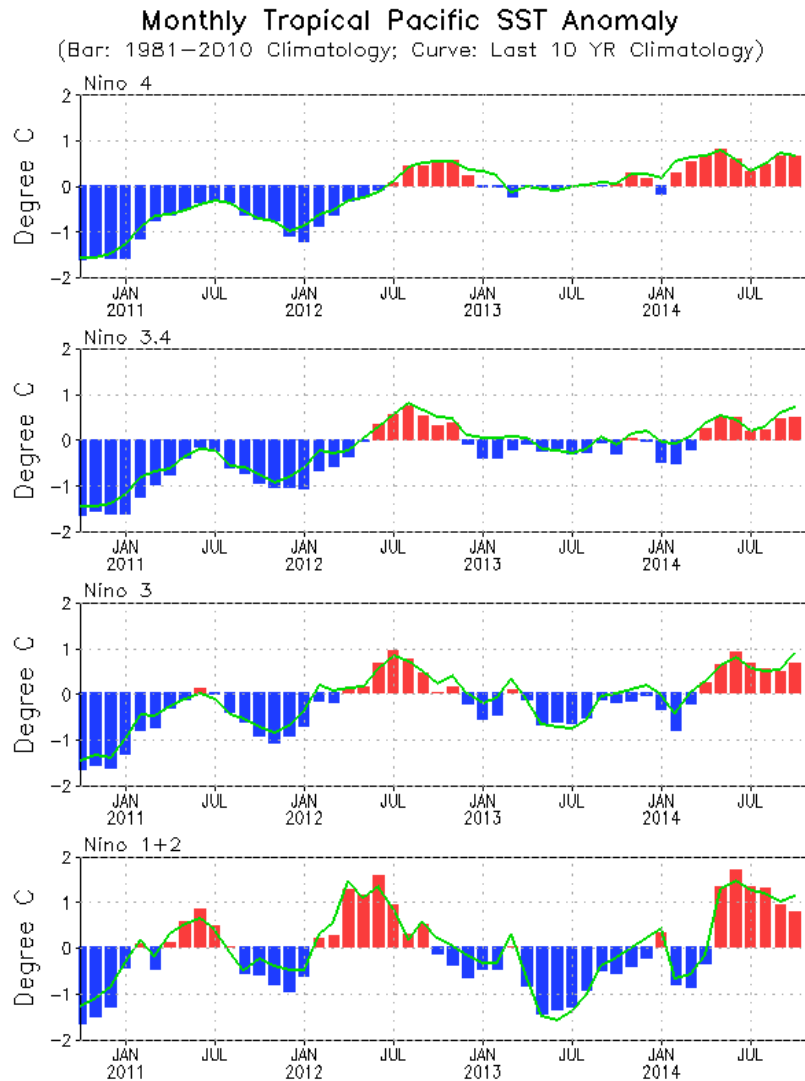 Monthly Tropical Pacific SST Anomaly
(Bar: 1981-2010 Climatology; Curve: Last 10 YR Climatology)
Nino 4
Degree C
2
1
0
-1
-2
JAN JUL JAN JUL JAN JUL JAN JUL
2011 2012 2013 2014
Nino 3.4
Degree C
2
1
0
-1
-2
JAN JUL JAN JUL JAN JUL JAN JUL
2011 2012 2013 2014
Nino 3
Degree C
2
1
0
-1
-2
JAN JUL JAN JUL JAN JUL JAN JUL
2011 2012 2013 2014
Nino 1+2
Degree C
2
1
0
-1
-2
JAN JUL JAN JUL JAN JUL JAN JUL
2011 2012 2013 2014